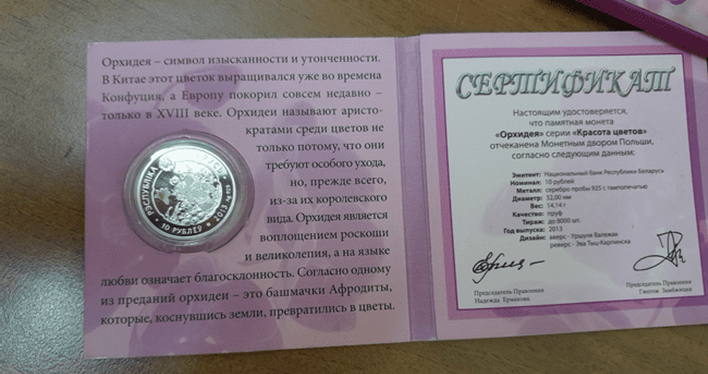 Орхидея – символ изысканности и утонченности.
В Китае этот цветок выращивался уже во времена
Конфуция, а Европу покорил совсем недавно –
только в XVIII веке. Орхидеи называют аристо-
кратами среди цветов не
только потому, что они
требуют особого ухода,
но, прежде всего,
из-за их королевского
вида. Орхидея является
воплощением роскоши
и великолепия, а на языке
любви означает благосклонность. Согласно одному
из преданий орхидеи – это башмачки Афродиты,
которые, коснувшись земли, превратились в цветы.
РЭСПУБЛІКА
10 РУБЛЁЎ
2013 Ag 925
СЕРТИФИКАТ
Настоящим удостоверяется,
что памятная монета
«Орхидея» серии «Красота цветов»
отчеканена Монетным двором Польши,
согласно следующим данным:
Эмитент: Национальный банк Республики Беларусь
Номинал: 10 рублей
Металл: серебро пробы 925 с тампопечатью
Диаметр: 32,00 мм
Вес: 14,14 г
Качество: пруф
Тираж: до 8000 шт.
Год выпуска: 2013
Дизайн: аверс - Уршуля Валежак
реверс - Эва Тыц-Карпинска
Председатель Правления
Надежда Ермакова
Председатель Правления